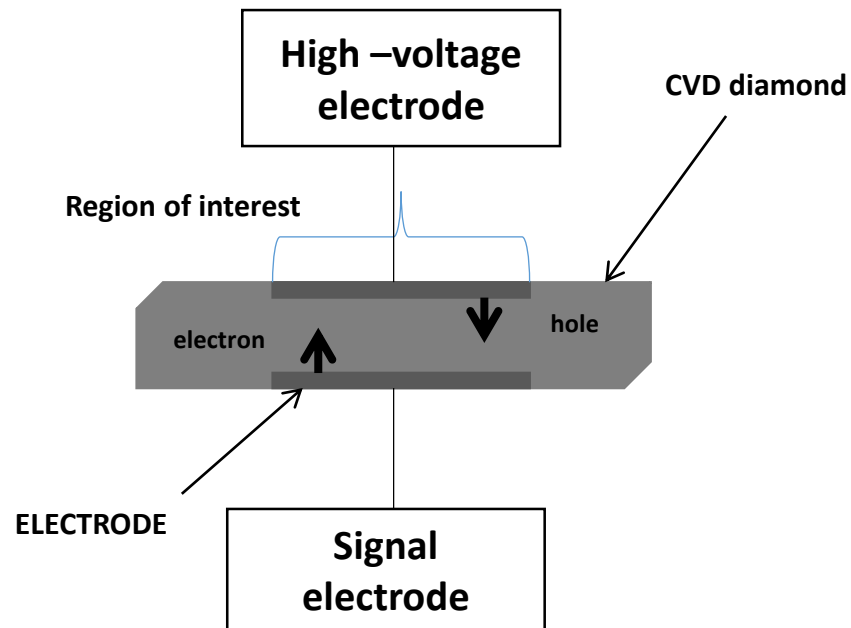 High –voltage
electrode
CVD diamond
Region of interest
electron
hole
ELECTRODE
Signal
electrode